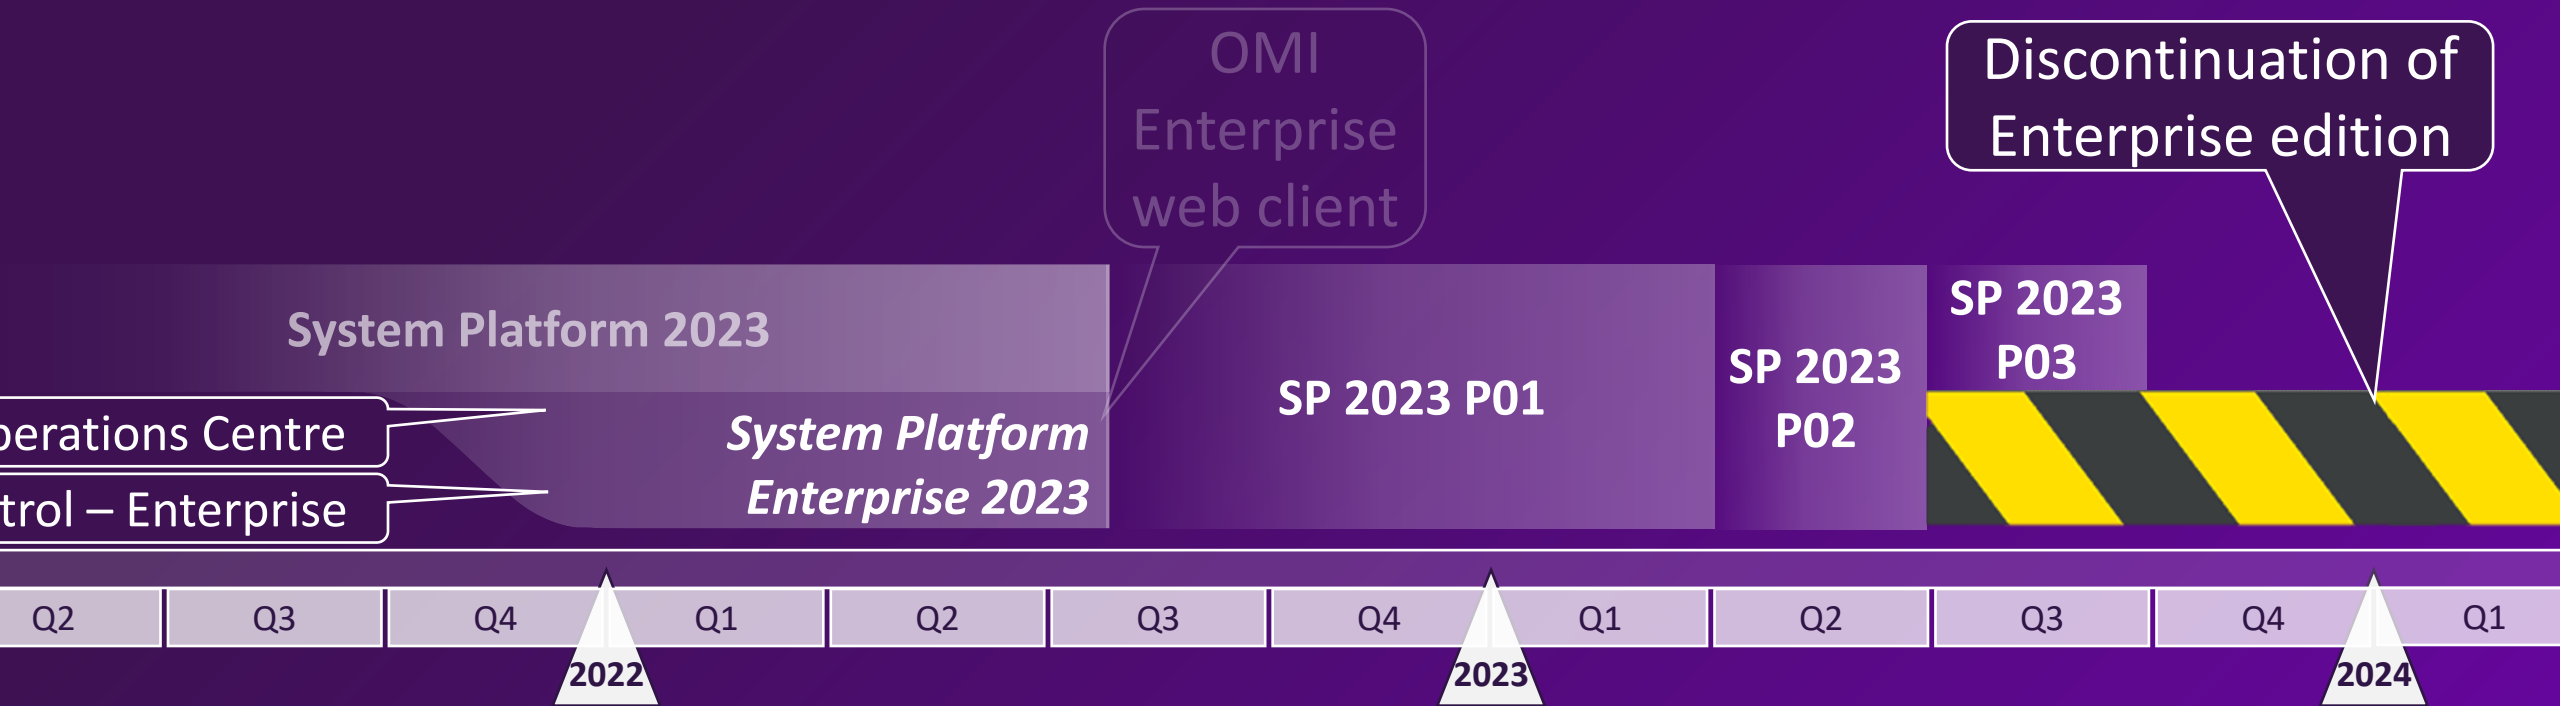 OMI
Enterprise
web client
Discontinuation of
Enterprise edition
System Platform 2023
perations Centre
trol – Enterprise
System Platform
Enterprise 2023
SP 2023 P01
SP 2023
P02
SP 2023
P03
Q2 Q3 Q4 Q1 Q2 Q3 Q4 Q1 Q2 Q3 Q4 Q1
2022 2023 2024